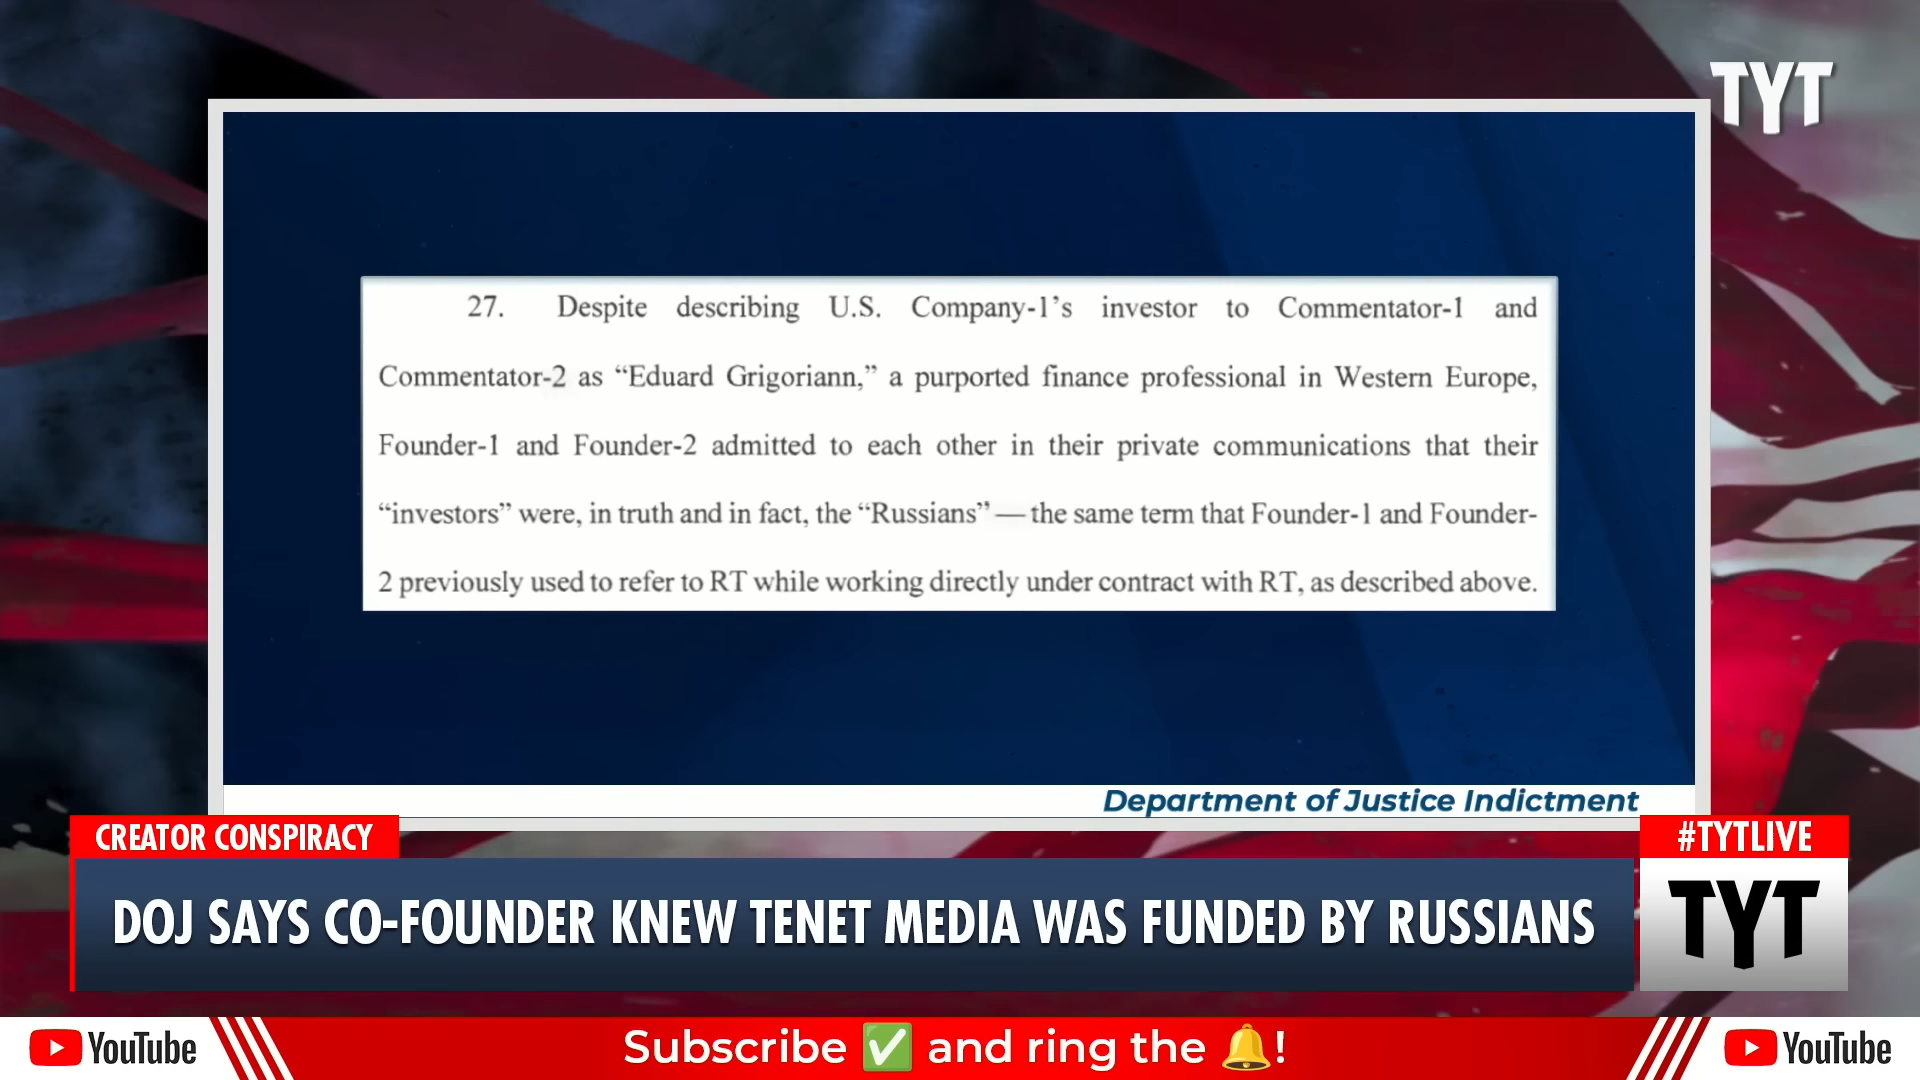 TYT
27. Despite describing U.S. Company-1’s investor to Commentator-1 and
Commentator-2 as “Eduard Grigoriann,” a purported finance professional in Western Europe,
Founder-1 and Founder-2 admitted to each other in their private communications that their
“investors” were, in truth and in fact, the “Russians” — the same term that Founder-1 and Founder-
2 previously used to refer to RT while working directly under contract with RT, as described above.
Department of Justice Indictment
CREATOR CONSPIRACY
#TYTLIVE
DOJ SAYS CO-FOUNDER KNEW TENET MEDIA WAS FUNDED BY RUSSIANS
TYT
YouTube
Subscribe ✅ and ring the 🔔!
YouTube